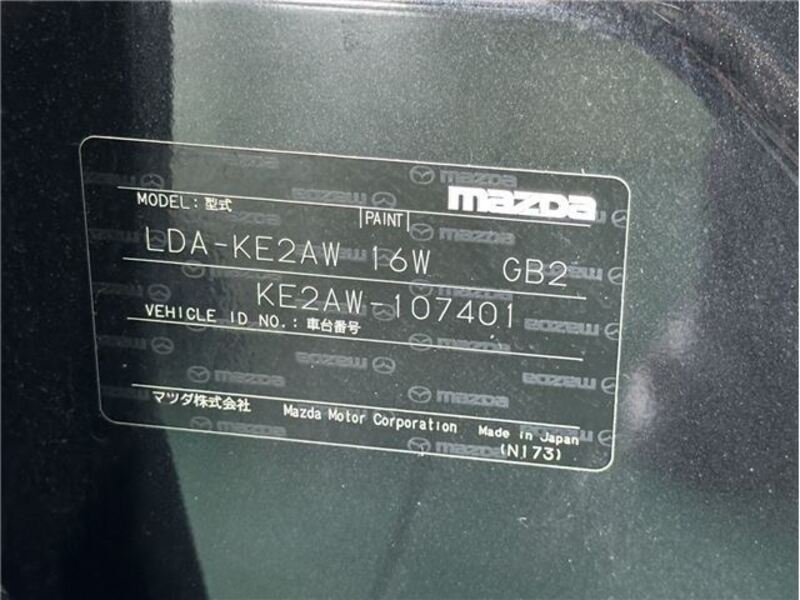 mazda
MODEL: 型式
PAINT
LDA-KE2AW 16W GB2
KE2AW-107401
VEHICLE ID NO.: 車台番号
マツダ株式会社 Mazda Motor Corporation Made in Japan
(N173)